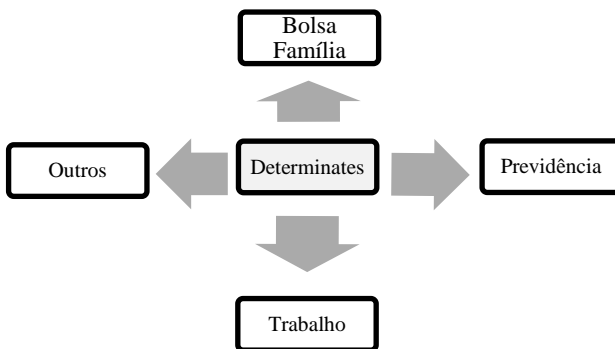 Bolsa
Família
Outros
Determinates
Previdência
Trabalho